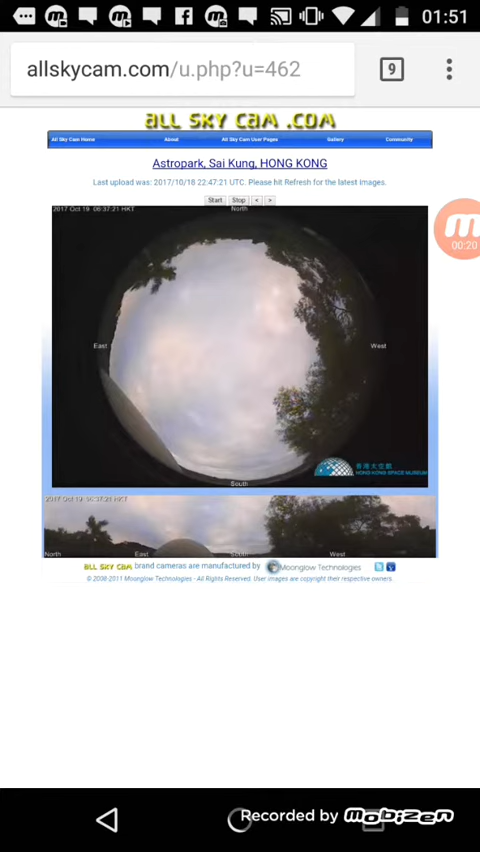 01:51
allskycam.com/u.php?u=462
9
ALL SKY CAM .COM
All Sky Cam Home About All Sky Cam User Pages Gallery Community
Astropark, Sai Kung, HONG KONG
Last upload was: 2017/10/18 22:47:21 UTC. Please hit Refresh for the latest images.
Start Stop < >
2017 Oct 19 06:37:21 HKT
North
00:20
East
West
香港太空館
HONG KONG SPACE MUSEUM
South
2017 Oct 19 06:37:21 HKT
North East South West
ALL SKY CAM brand cameras are manufactured by Moonglow Technologies
© 2008-2011 Moonglow Technologies - All Rights Reserved. User images are copyright their respective owners.
Recorded by Mobizen